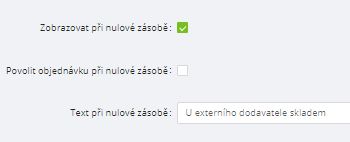 Zobrazovat při nulové zásobě:
Povolit objednávku při nulové zásobě:
Text při nulové zásobě: U externího dodavatele skladem